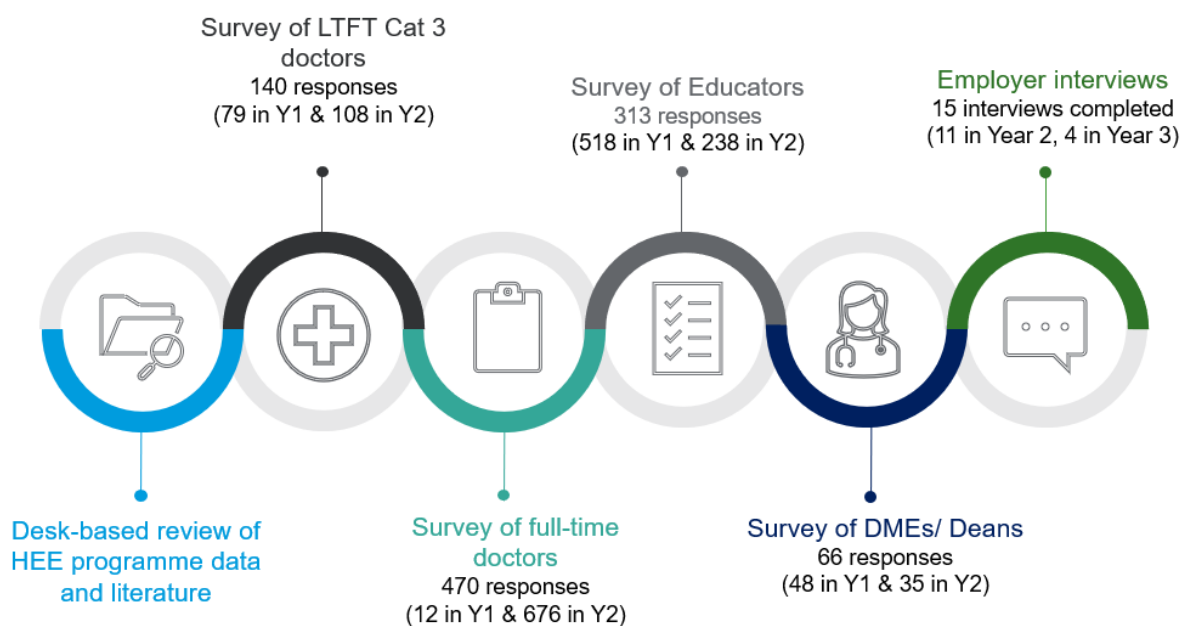 Survey of LTFT Cat 3
doctors
140 responses
(79 in Y1 & 108 in Y2)
Survey of Educators
313 responses
(518 in Y1 & 238 in Y2)
Employer interviews
15 interviews completed
(11 in Year 2, 4 in Year 3)
Desk-based review of
HEE programme data
and literature
Survey of full-time
doctors
470 responses
(12 in Y1 & 676 in Y2)
Survey of DMEs/ Deans
66 responses
(48 in Y1 & 35 in Y2)